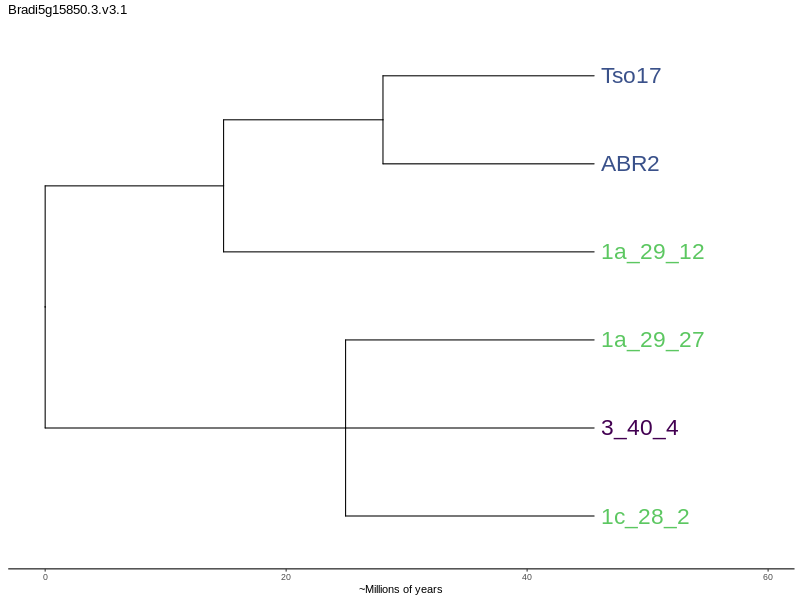 Bradi5g15850.3.v3.1
Tso17
ABR2
1a_29_12
1a_29_27
3_40_4
1c_28_2
0 20 40 60
~Millions of years